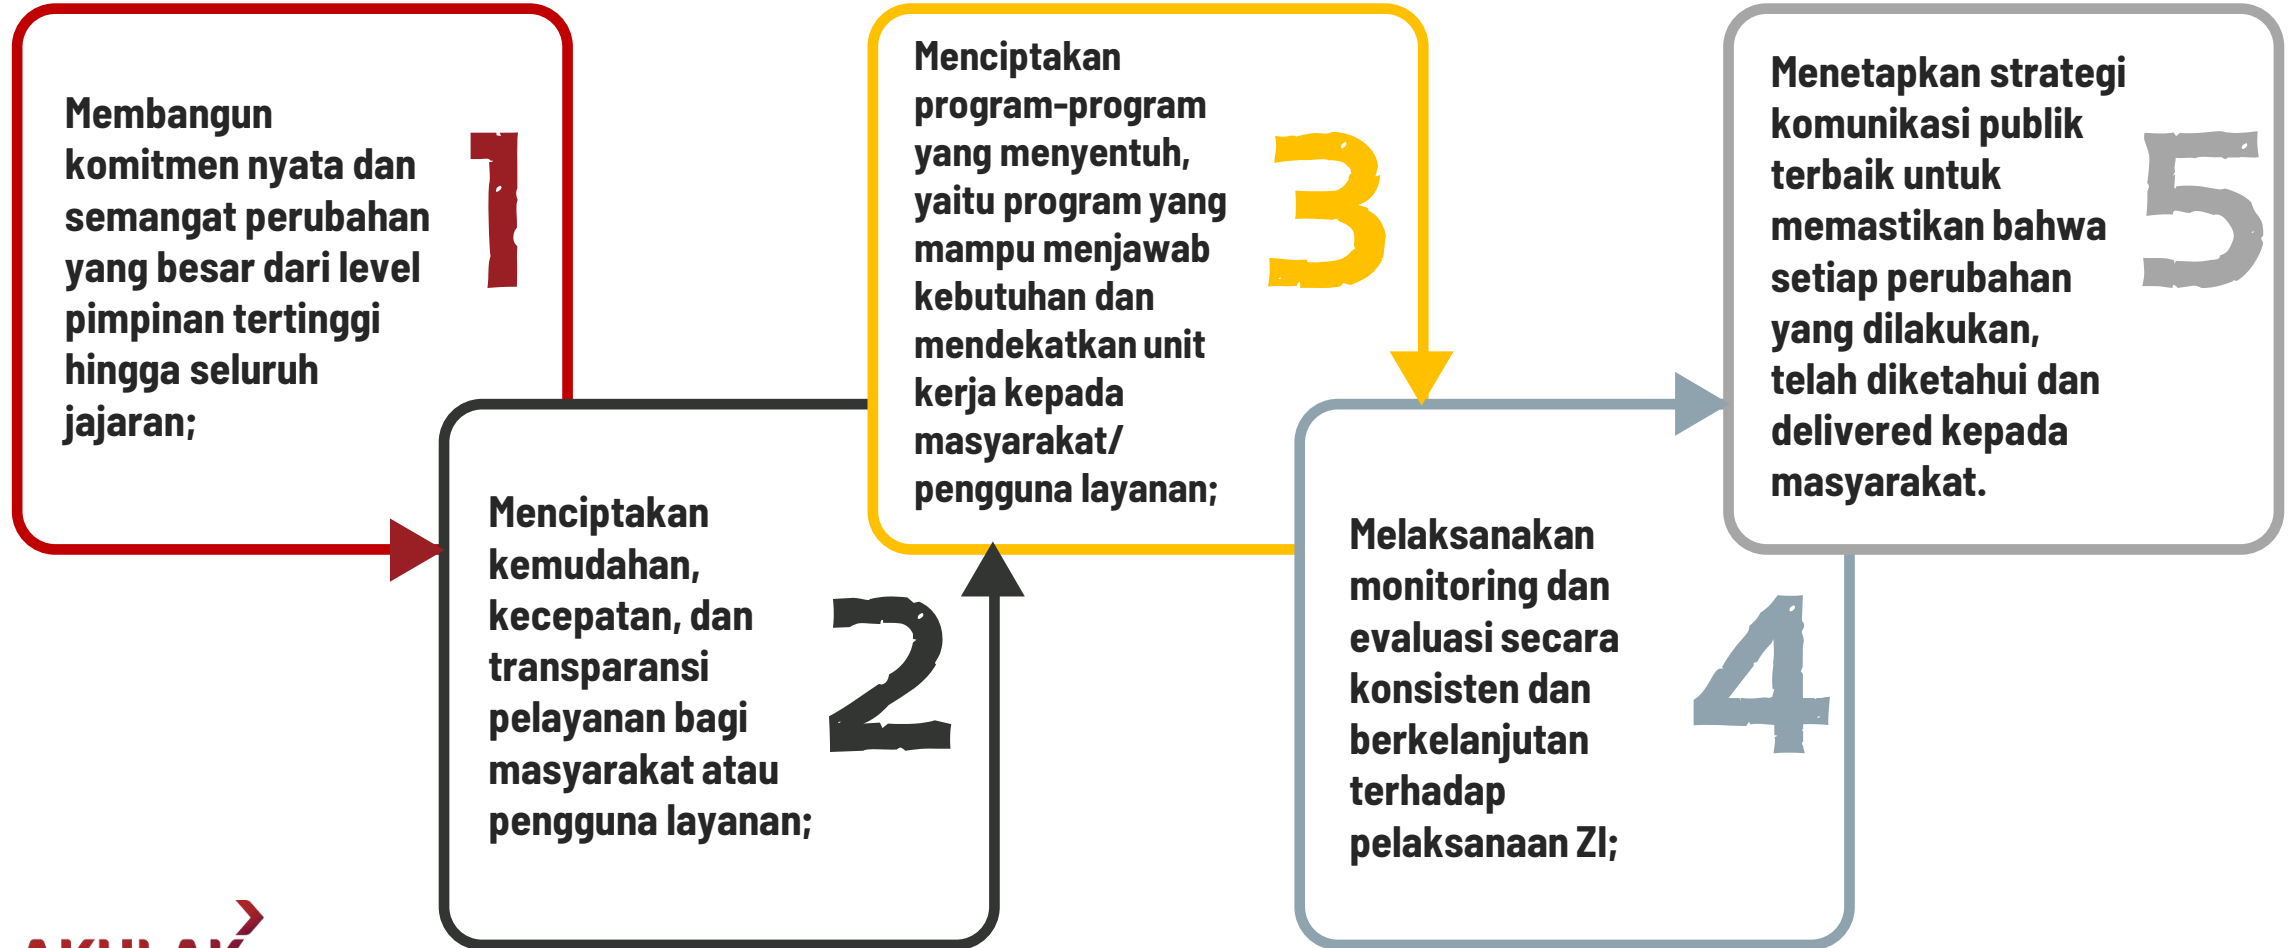 Membangun
komitmen nyata dan
semangat perubahan
yang besar dari level
pimpinan tertinggi
hingga seluruh
jajaran;
1
Menciptakan
kemudahan,
kecepatan, dan
transparansi
pelayanan bagi
masyarakat atau
pengguna layanan;
2
Menciptakan
program-program
yang menyentuh,
yaitu program yang
mampu menjawab
kebutuhan dan
mendekatkan unit
kerja kepada
masyarakat/
pengguna layanan;
3
Melaksanakan
monitoring dan
evaluasi secara
konsisten dan
berkelanjutan
terhadap
pelaksanaan ZI;
4
Menetapkan strategi
komunikasi publik
terbaik untuk
memastikan bahwa
setiap perubahan
yang dilakukan,
telah diketahui dan
delivered kepada
masyarakat.
5